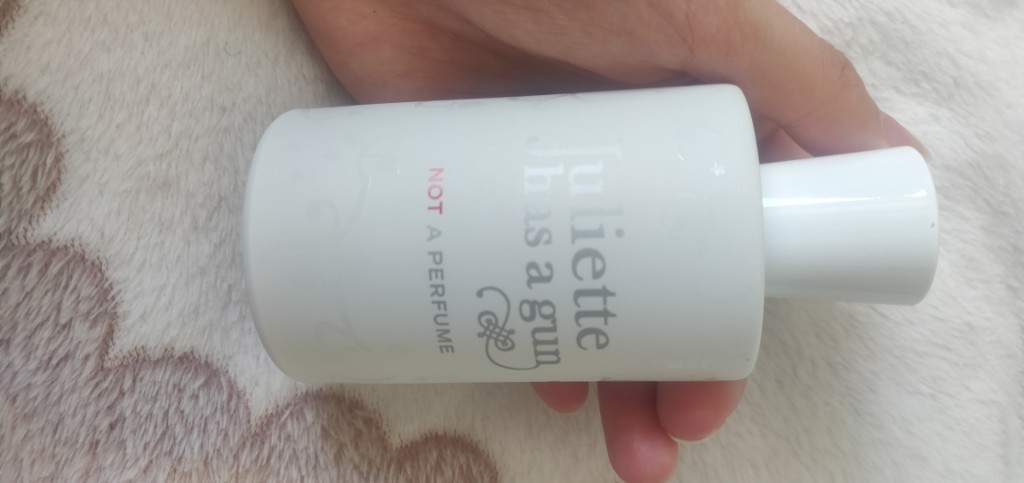 Juliette
has a gun
NOT A PERFUME